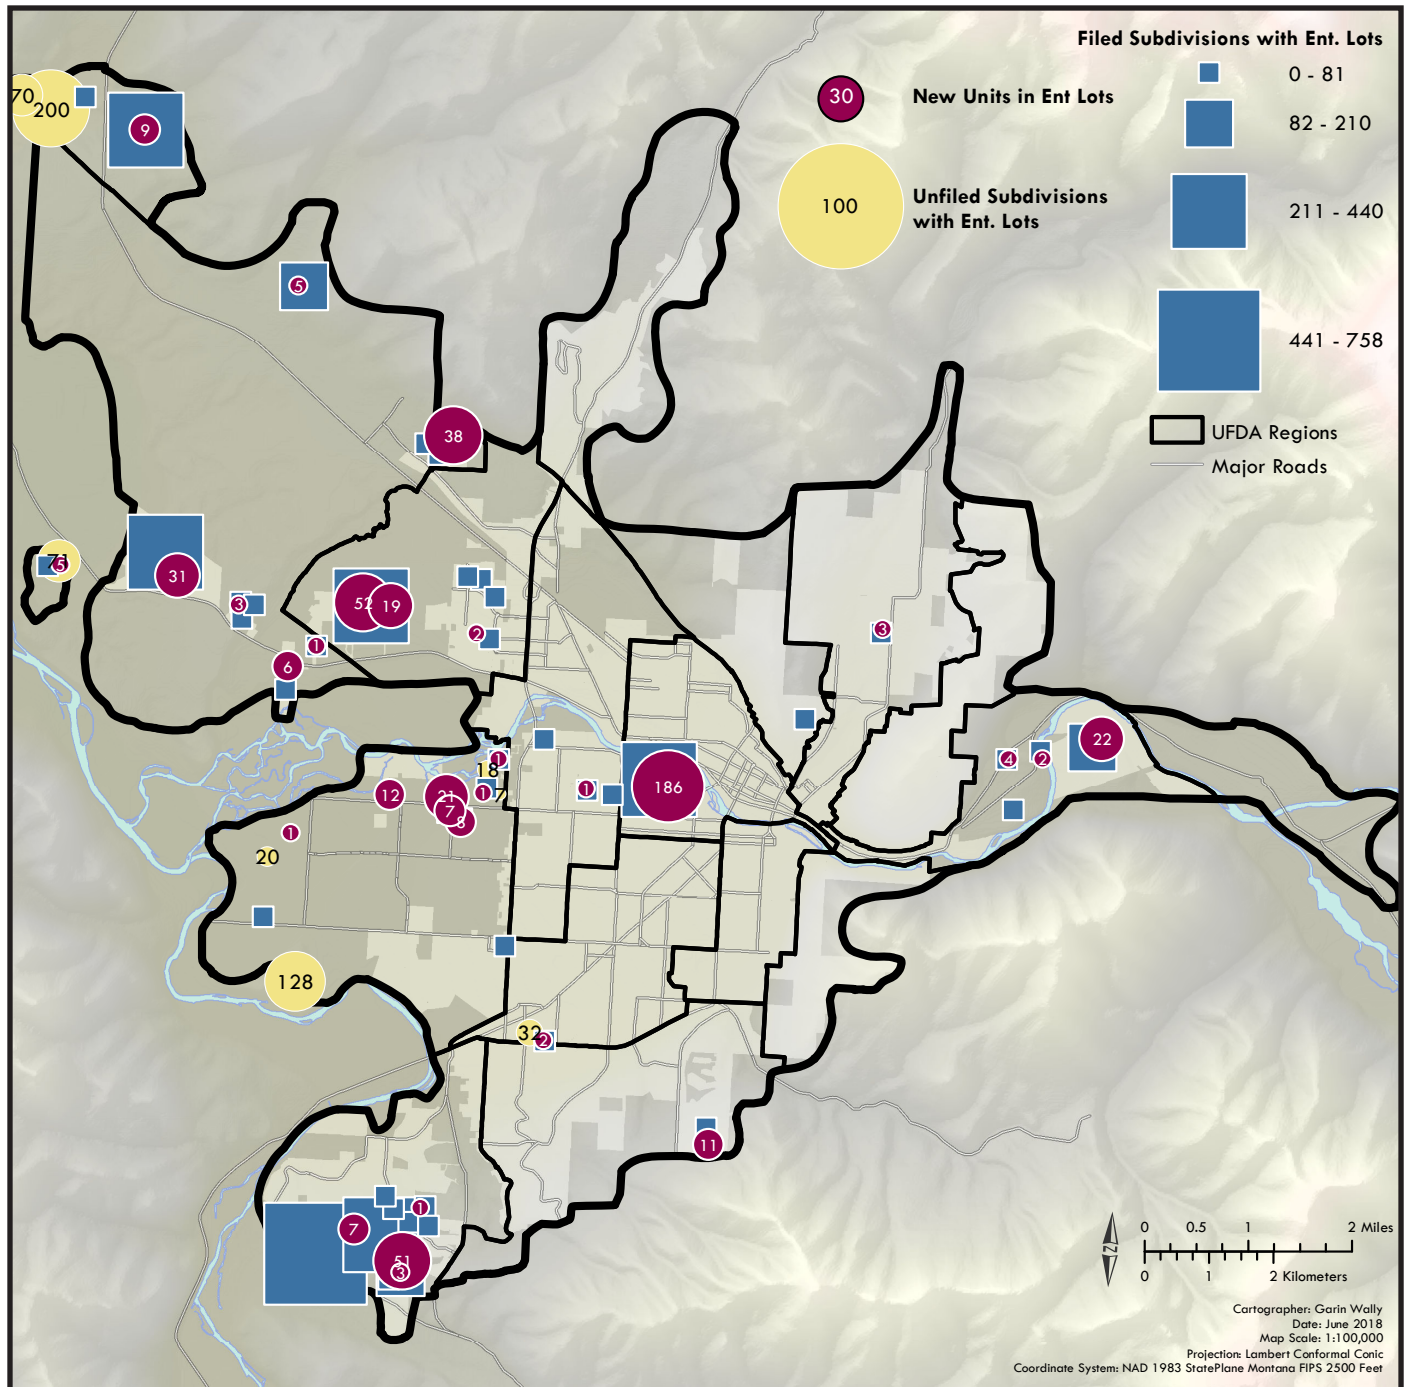 Filed Subdivisions with Ent. Lots
0 - 81
30
New Units in Ent Lots
82 - 210
100
Unfiled Subdivisions
with Ent. Lots
211 - 440
441 - 758
UFDA Regions
Major Roads
70
200
9
5
38
71
5
31
3
52
19
2
1
6
3
22
4
2
1
18
1
7
12
21
7
8
1
186
1
20
128
32
2
11
1
7
51
3
0 0.5 1 2 Miles
0 1 2 Kilometers
N
Cartographer: Garin Wally
Date: June 2018
Map Scale: 1:100,000
Projection: Lambert Conformal Conic
Coordinate System: NAD 1983 StatePlane Montana FIPS 2500 Feet